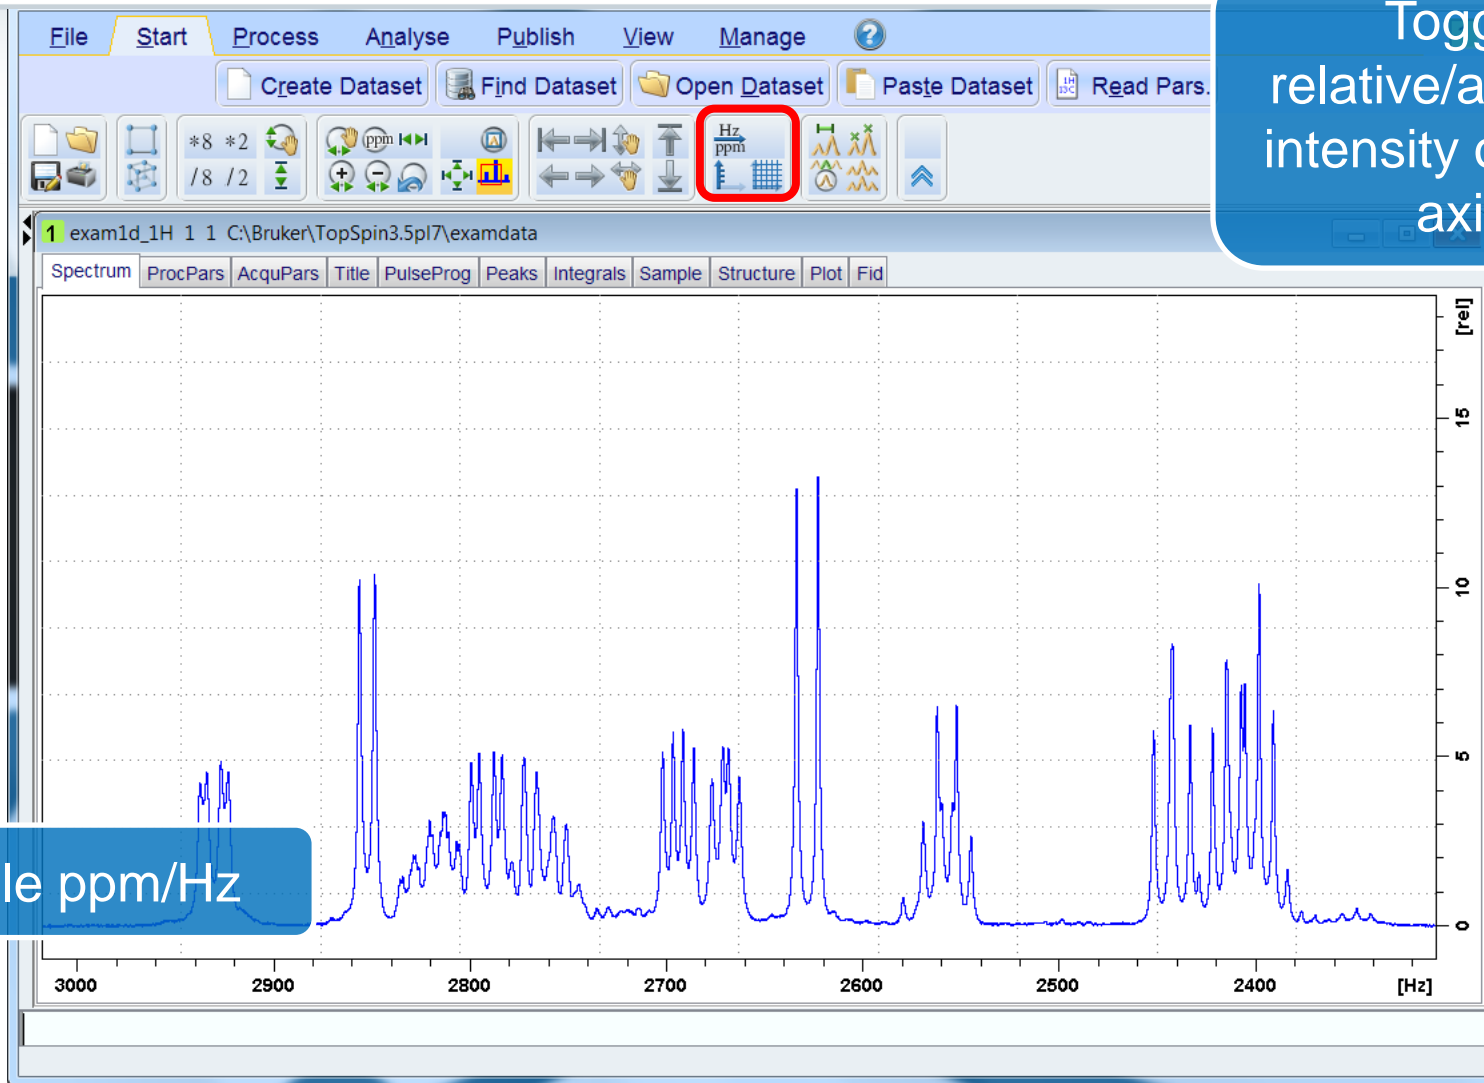 File Start Process Analyse Publish View Manage ?
Create Dataset Find Dataset Open Dataset Paste Dataset 1H 13C Read Pars.
*8 *2 ppm Hz ppm
/8 /2
1 exam1d_1H 1 1 C:\Bruker\TopSpin3.5pl7\examdata
Spectrum ProcPars AcquPars Title PulseProg Peaks Integrals Sample Structure Plot Fid
relative/a
intensity
axi
[rel]
15
10
5
0
le ppm/Hz
3000 2900 2800 2700 2600 2500 2400 [Hz]